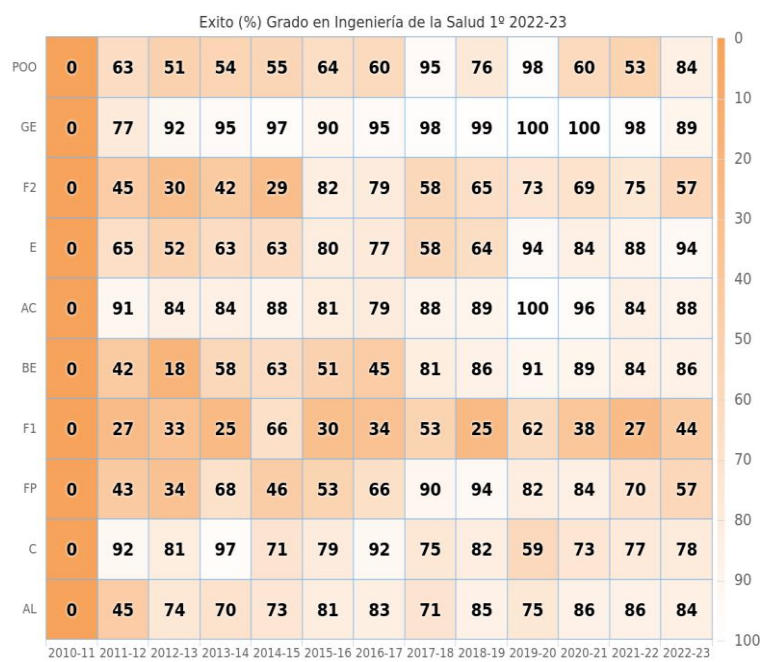 Exito (%) Grado en Ingeniería de la Salud 1º 2022-23
POO 0 63 51 54 55 64 60 95 76 98 60 53 84
GE 0 77 92 95 97 90 95 98 99 100 100 98 89
F2 0 45 30 42 29 82 79 58 65 73 69 75 57
E 0 65 52 63 63 80 77 58 64 94 84 88 94
AC 0 91 84 84 88 81 79 88 89 100 96 84 88
BE 0 42 18 58 63 51 45 81 86 91 89 84 86
F1 0 27 33 25 66 30 34 53 25 62 38 27 44
FP 0 43 34 68 46 53 66 90 94 82 84 70 57
C 0 92 81 97 71 79 92 75 82 59 73 77 78
AL 0 45 74 70 73 81 83 71 85 75 86 86 84
2010-11 2011-12 2012-13 2013-14 2014-15 2015-16 2016-17 2017-18 2018-19 2019-20 2020-21 2021-22 2022-23
0
10
20
30
40
50
60
70
80
90
100